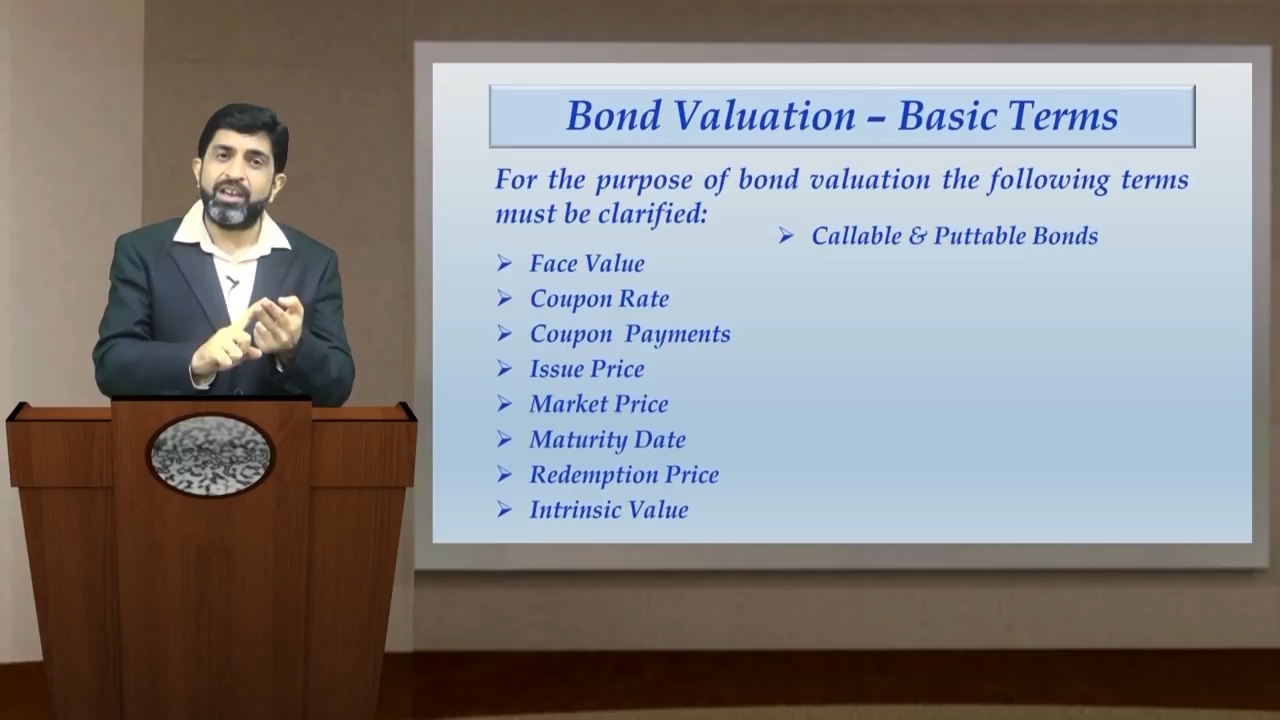 Bond Valuation – Basic Terms
For the purpose of bond valuation the following terms
must be clarified:
➢ Face Value
➢ Coupon Rate
➢ Coupon Payments
➢ Issue Price
➢ Market Price
➢ Maturity Date
➢ Redemption Price
➢ Intrinsic Value
➢ Callable & Puttable Bonds